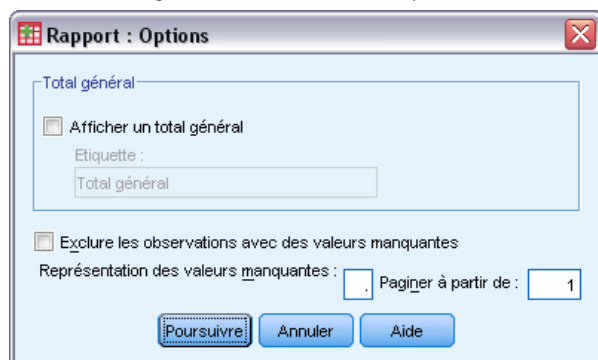 Rapport : Options
Total général
Afficher un total général
Etiquette :
Total général
Exclure les observations avec des valeurs manquantes
Représentation des valeurs manquantes : . Paginer à partir de : 1
Poursuivre Annuler Aide